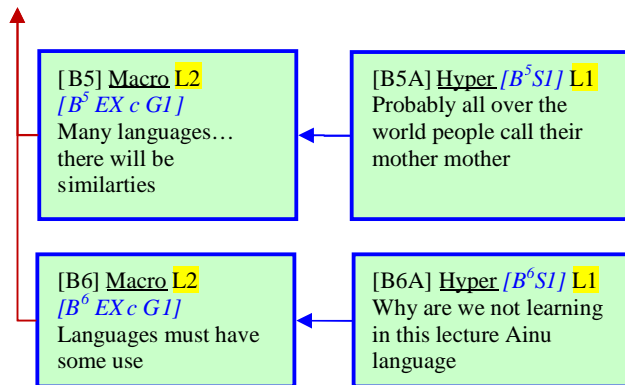 [B5] Macro L2
[B⁵ EX c G1]
Many languages…
there will be
similarties
[B5A] Hyper [B⁵S1] L1
Probably all over the
world people call their
mother mother
[B6] Macro L2
[B⁶ EX c G1]
Languages must have
some use
[B6A] Hyper [B⁶S1] L1
Why are we not learning
in this lecture Ainu
language